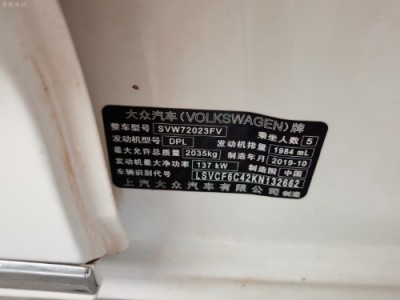 大众汽车(VOLKSWAGEN)牌
整车型号 SVW72023FV 乘坐人数 5
发动机型号 DPL 发动机排量 1984 mL
最大允许总质量 2035kg 制造年月 2019-10
发动机最大净功率 137 kW 制造国 中国
车辆识别代号 LSVCF6C42KN132682
上汽大众汽车有限公司 制造